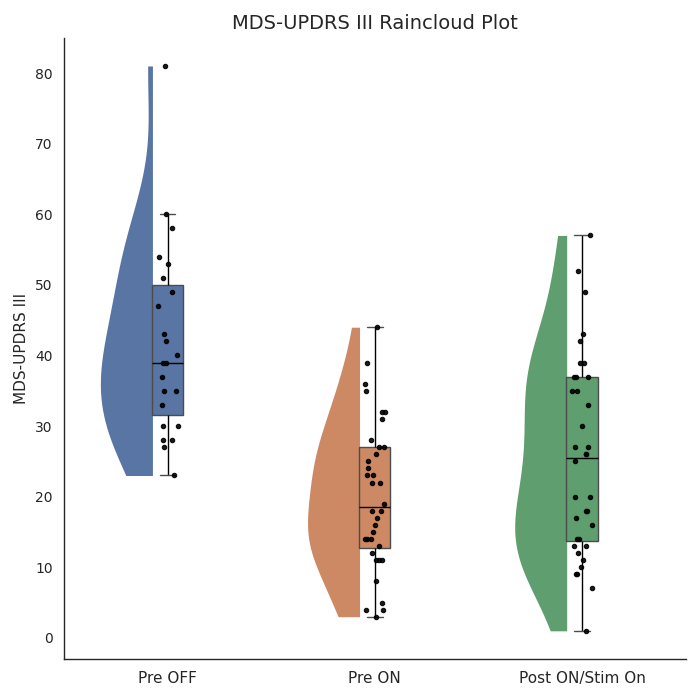 MDS-UPDRS III Raincloud Plot
MDS-UPDRS III
80
70
60
50
40
30
20
10
0
Pre OFF
Pre ON
Post ON/Stim On